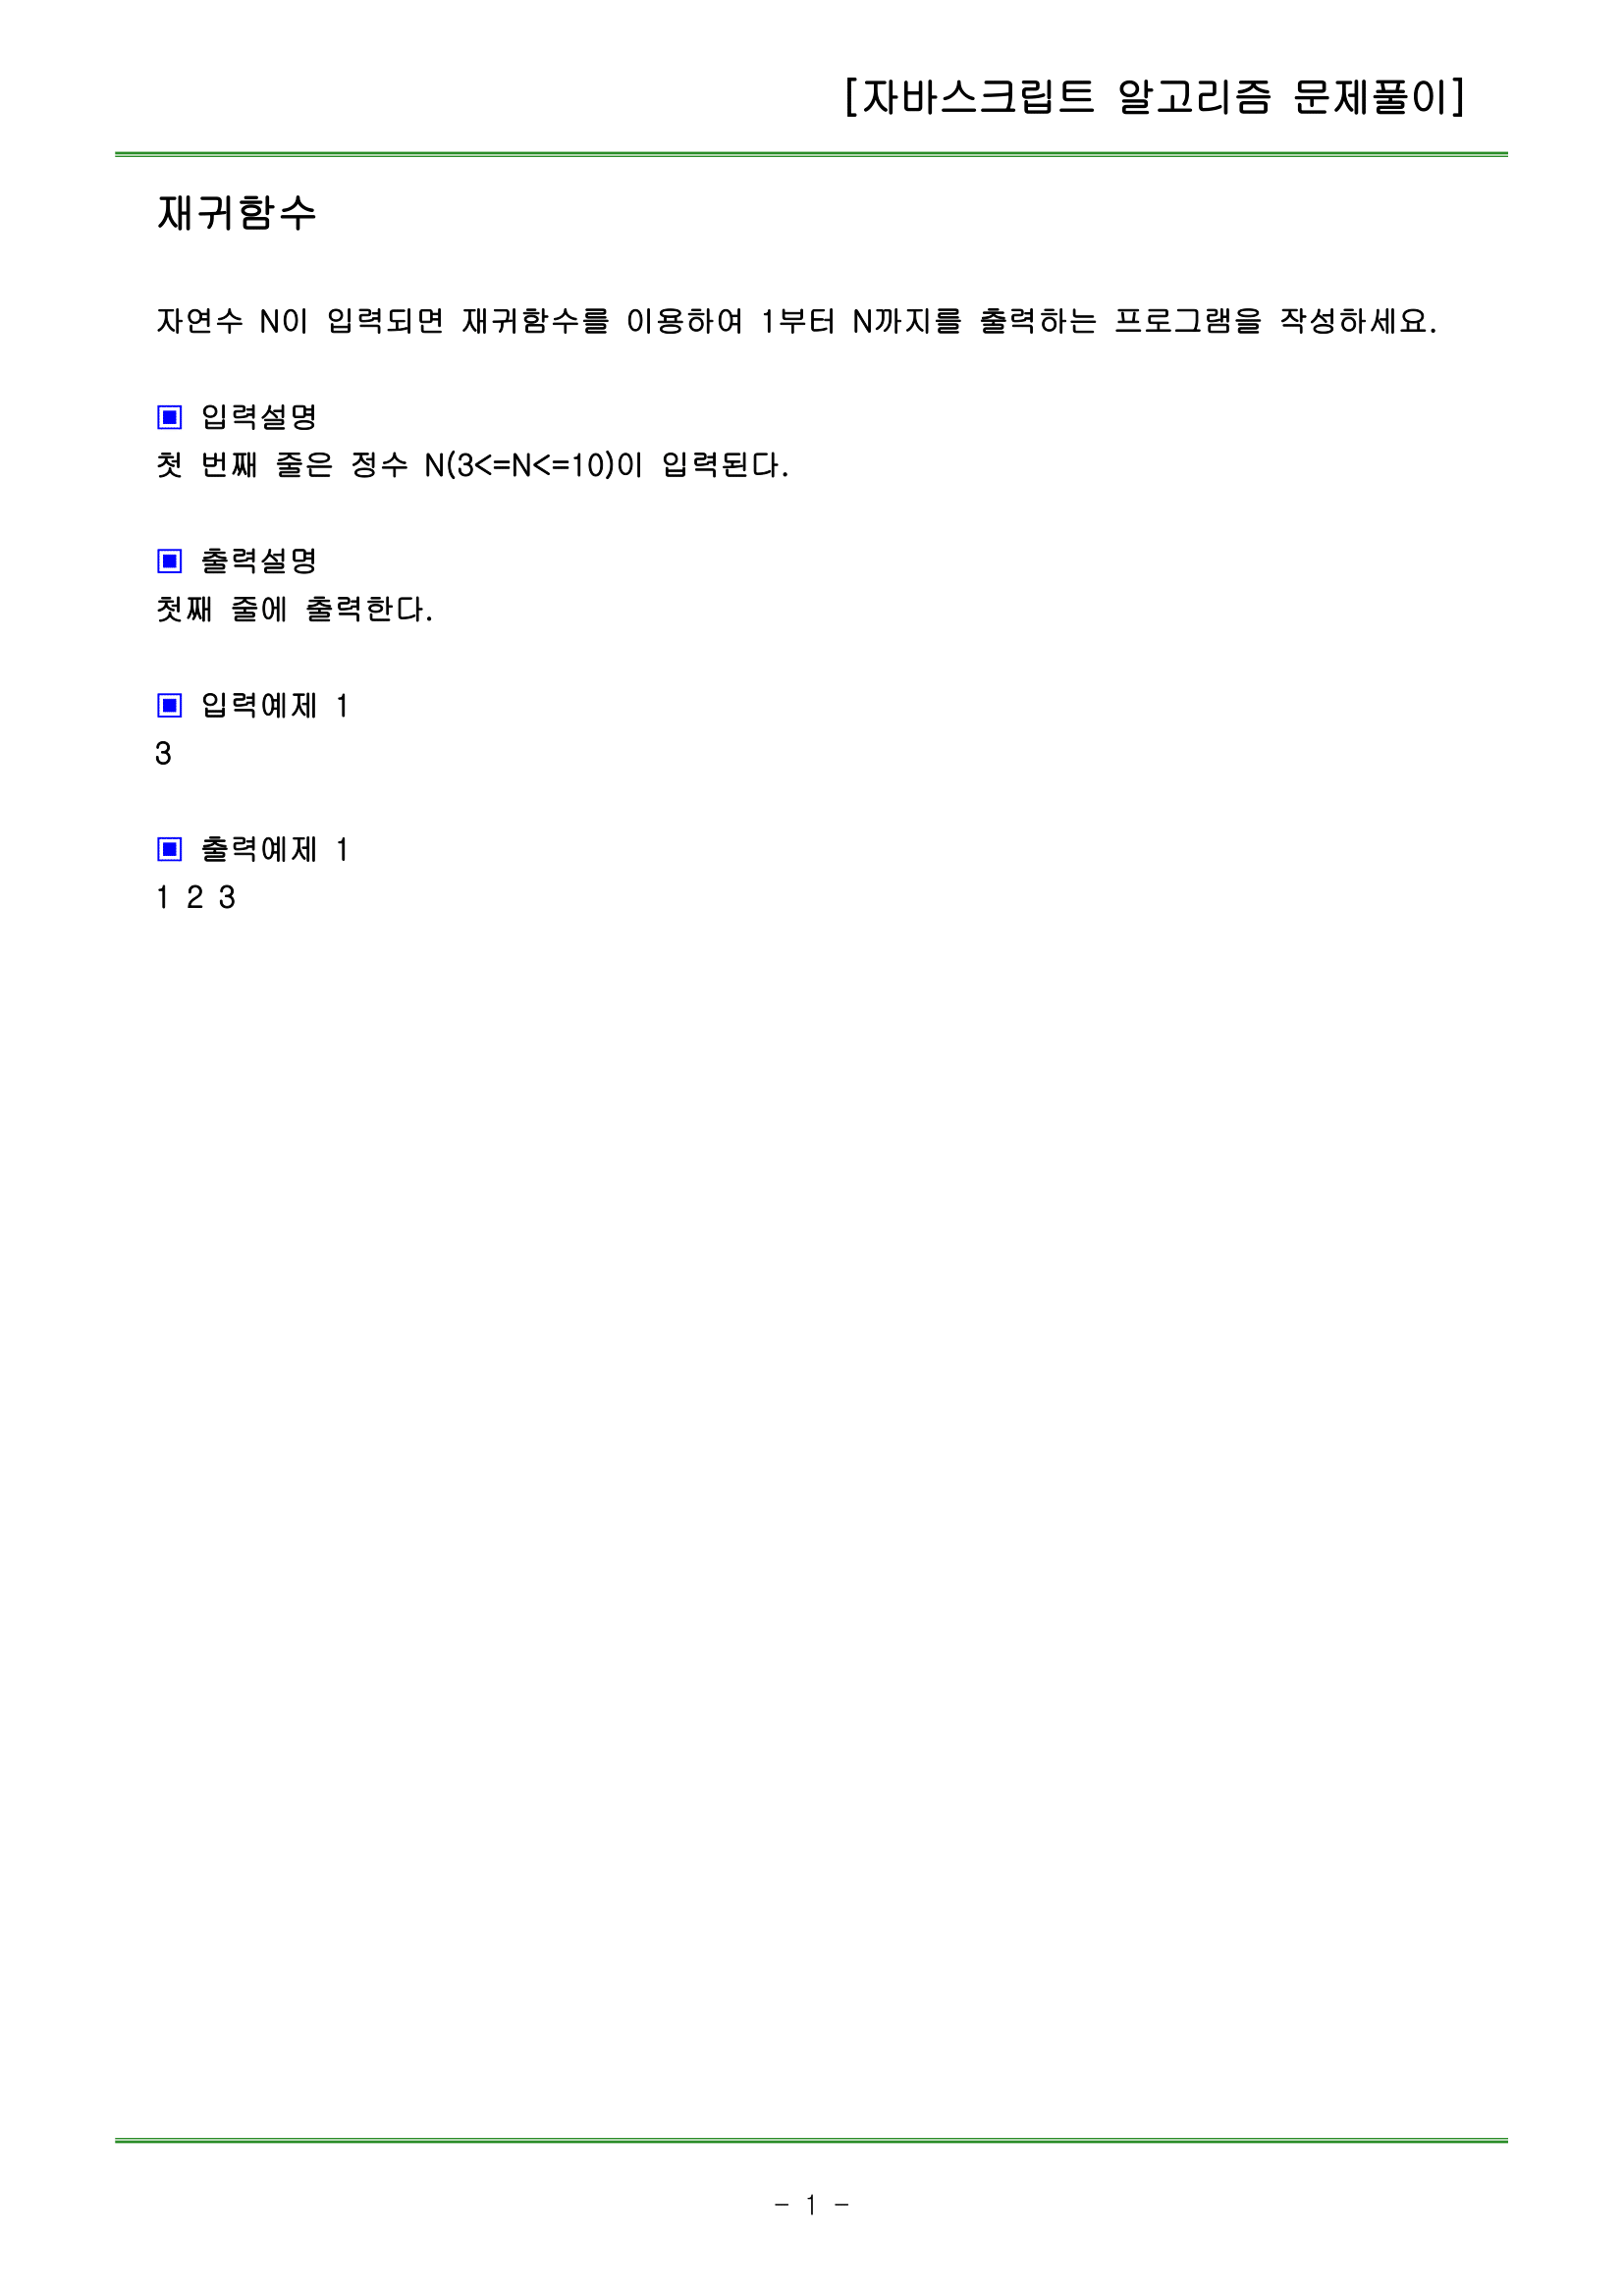 [자바스크립트 알고리즘 문제풀이]
재귀함수
자연수 N이 입력되면 재귀함수를 이용하여 1부터 N까지를 출력하는 프로그램을 작성하세요.
▣ 입력설명
첫 번째 줄은 정수 N(3<=N<=10)이 입력된다.
▣ 출력설명
첫째 줄에 출력한다.
▣ 입력예제 1
3
▣ 출력예제 1
1 2 3
- 1 -